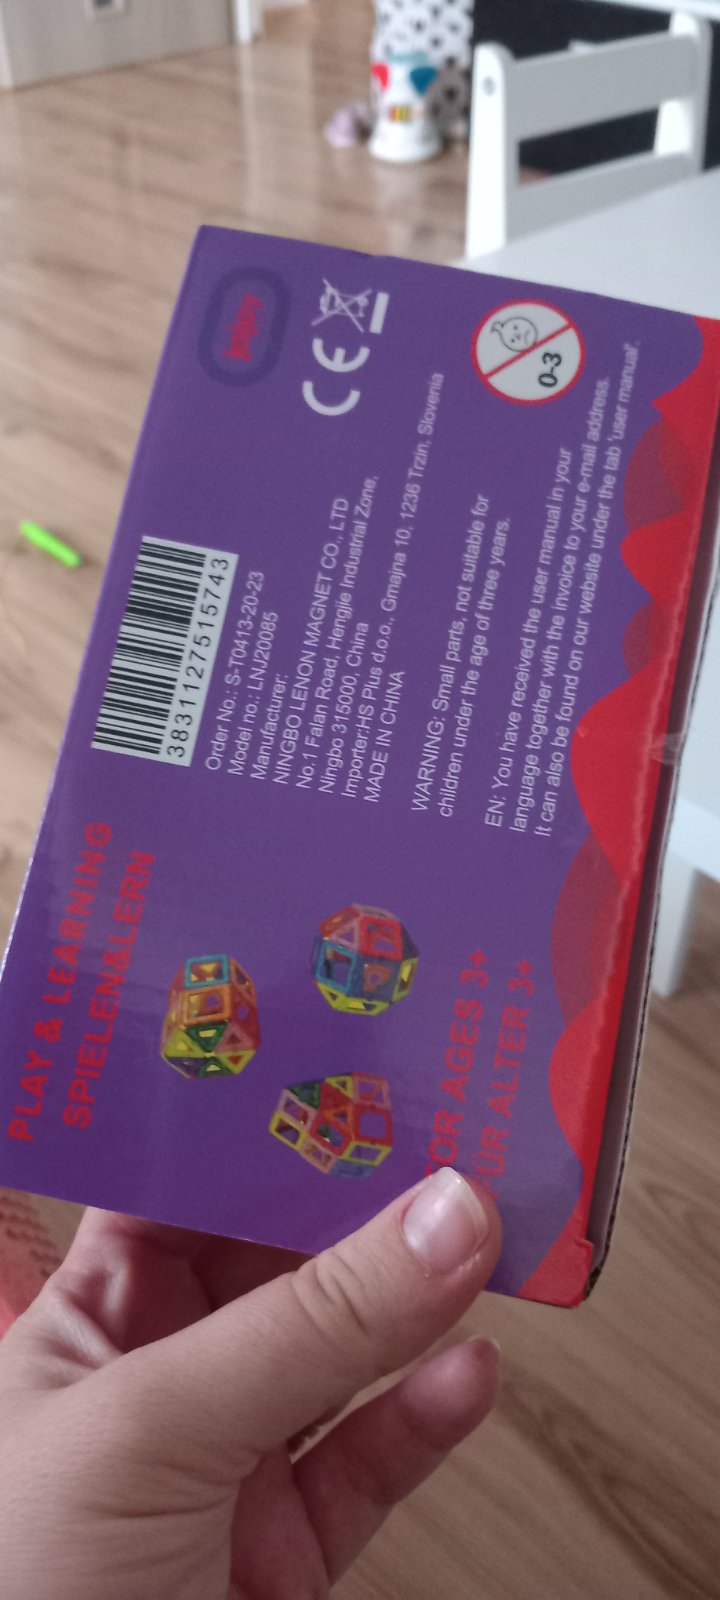 3831127515743
Order No.: S-T0413-20-23
Model no.: LNJ20085
Manufacturer:
NINGBO LENON MAGNET CO., LTD
No.1 Falan Road, Hengjie Industrial Zone,
Ningbo 315000, China
Importer:HS Plus d.o.o., Gmajna 10, 1236 Trzin, Slovenia
MADE IN CHINA
WARNING: Small parts, not suitable for
children under the age of three years.
EN: You have received the user manual in your
language together with the invoice to your e-mail address.
It can also be found on our website under the tab 'user manual'.
CE
0-3
PLAY & LEARNING
SPIELEN&LERN
FOR AGES 3+
FÜR ALTER 3+